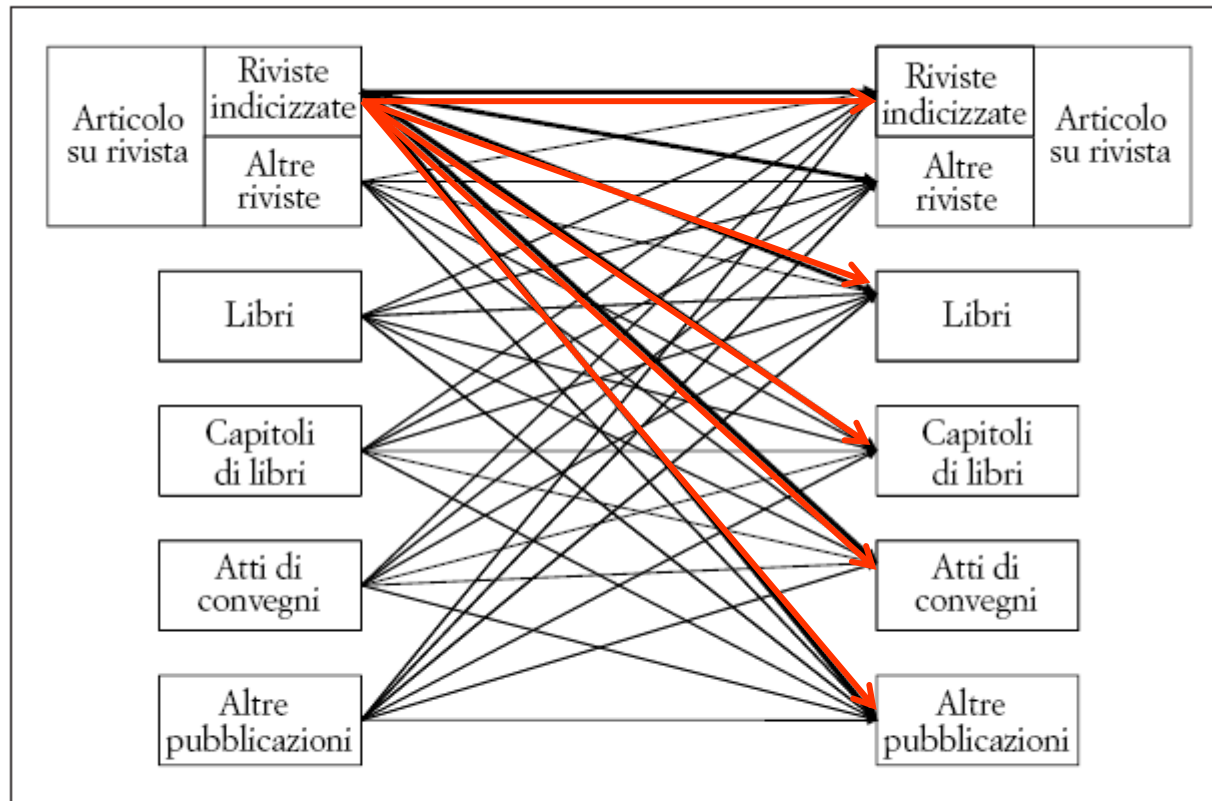 Articolo
su rivista
Riviste
indicizzate
Altre
riviste
Libri
Capitoli
di libri
Atti di
convegni
Altre
pubblicazioni
Riviste
indicizzate
Altre
riviste
Articolo
su rivista
Libri
Capitoli
di libri
Atti di
convegni
Altre
pubblicazioni